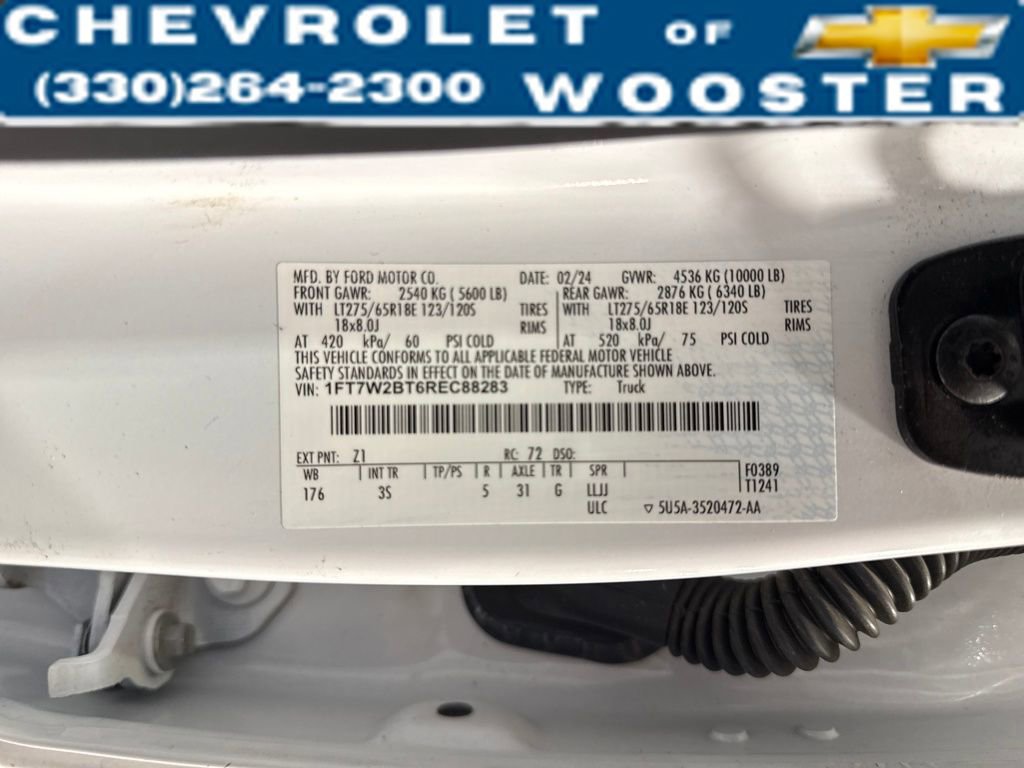 CHEVROLET OF
(330)264-2300 WOOSTER
MFD. BY FORD MOTOR CO. DATE: 02/24 GVWR: 4536 KG (10000 LB)
FRONT GAWR: 2540 KG ( 5600 LB) REAR GAWR: 2876 KG ( 6340 LB)
WITH LT275/65R18E 123/120S TIRES WITH LT275/65R18E 123/120S TIRES
18x8.0J RIMS 18x8.0J RIMS
AT 420 kPa/ 60 PSI COLD AT 520 kPa/ 75 PSI COLD
THIS VEHICLE CONFORMS TO ALL APPLICABLE FEDERAL MOTOR VEHICLE
SAFETY STANDARDS IN EFFECT ON THE DATE OF MANUFACTURE SHOWN ABOVE.
VIN: 1FT7W2BT6REC88283 TYPE: Truck
EXT PNT: Z1 RC: 72 DSO:
WB INT TR TP/PS R AXLE TR SPR F0389
176 3S 5 31 G LLJJ T1241
ULC ▽ 5U5A-3520472-AA